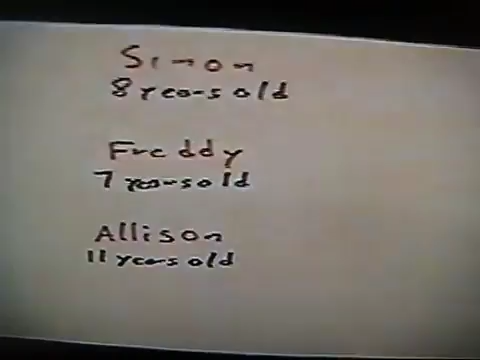 Simon
8 years old
Freddy
7 years old
Allison
11 years old